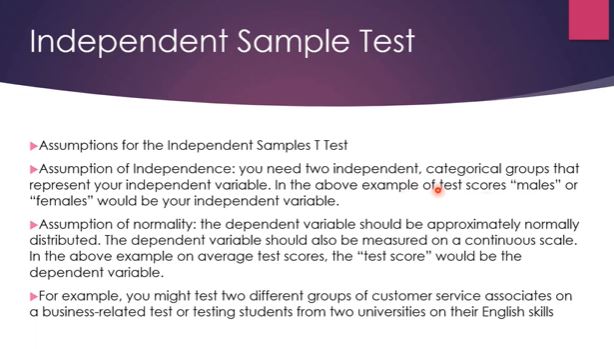 Independent Sample Test
▶Assumptions for the Independent Samples T Test
▶Assumption of Independence: you need two independent, categorical groups that
represent your independent variable. In the above example of test scores “males” or
“females” would be your independent variable.
▶Assumption of normality: the dependent variable should be approximately normally
distributed. The dependent variable should also be measured on a continuous scale.
In the above example on average test scores, the “test score” would be the
dependent variable.
▶For example, you might test two different groups of customer service associates on
a business-related test or testing students from two universities on their English skills